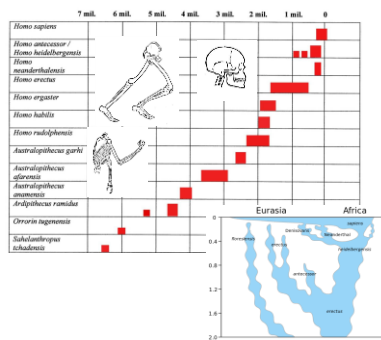 7 mil. 6 mil. 5 mil. 4 mil. 3 mil. 2 mil. 1 mil. 0
Homo sapiens
Homo antecessor /
Homo heidelbergensis
Homo
neanderthalensis
Homo erectus
Homo ergaster
Homo habilis
Homo rudolphensis
Australopithecus garhi
Australopithecus
afarensis
Australopithecus
anamensis
Ardipithecus ramidus
Orrorin tugenensis
Sahelanthropus
tchadensis
Eurasia Africa
0
0.4
0.8
1.2
1.6
2.0
sapiens
Denisovans
Neanderthal
floresiensis
erectus
heidelbergensis
antecessor
erectus